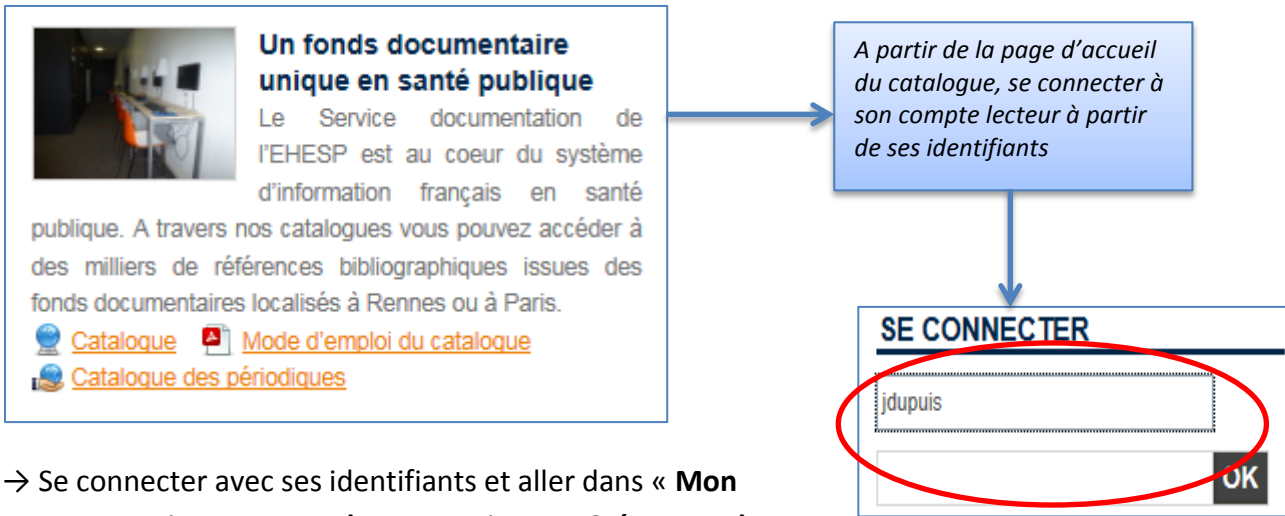 Un fonds documentaire
unique en santé publique
Le Service documentation de
l'EHESP est au coeur du système
d'information français en santé
publique. A travers nos catalogues vous pouvez accéder à
des milliers de références bibliographiques issues des
fonds documentaires localisés à Rennes ou à Paris.
Catalogue Mode d'emploi du catalogue
Catalogue des périodiques
A partir de la page d'accueil
du catalogue, se connecter à
son compte lecteur à partir
de ses identifiants
SE CONNECTER
jdupuis
OK
→ Se connecter avec ses identifiants et aller dans « Mon